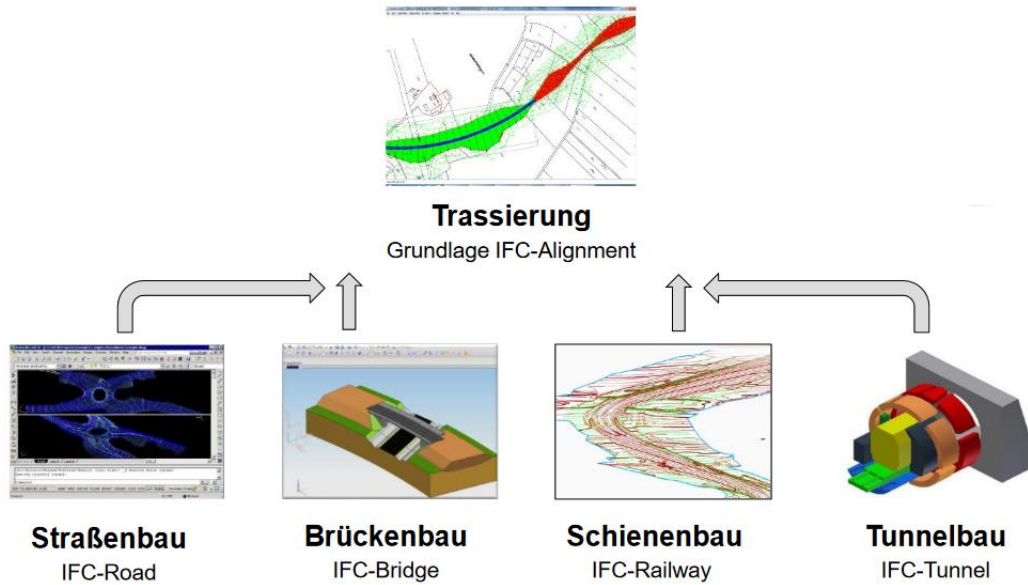 Trassierung
Grundlage IFC-Alignment
Straßenbau
IFC-Road
Brückenbau
IFC-Bridge
Schienenbau
IFC-Railway
Tunnelbau
IFC-Tunnel